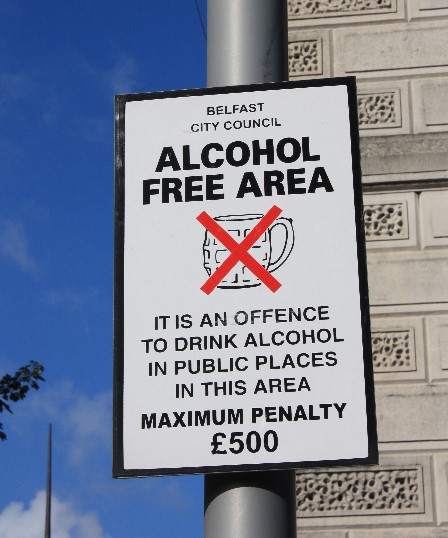 BELFAST
CITY COUNCIL
ALCOHOL
FREE AREA
IT IS AN OFFENCE
TO DRINK ALCOHOL
IN PUBLIC PLACES
IN THIS AREA
MAXIMUM PENALTY
£500